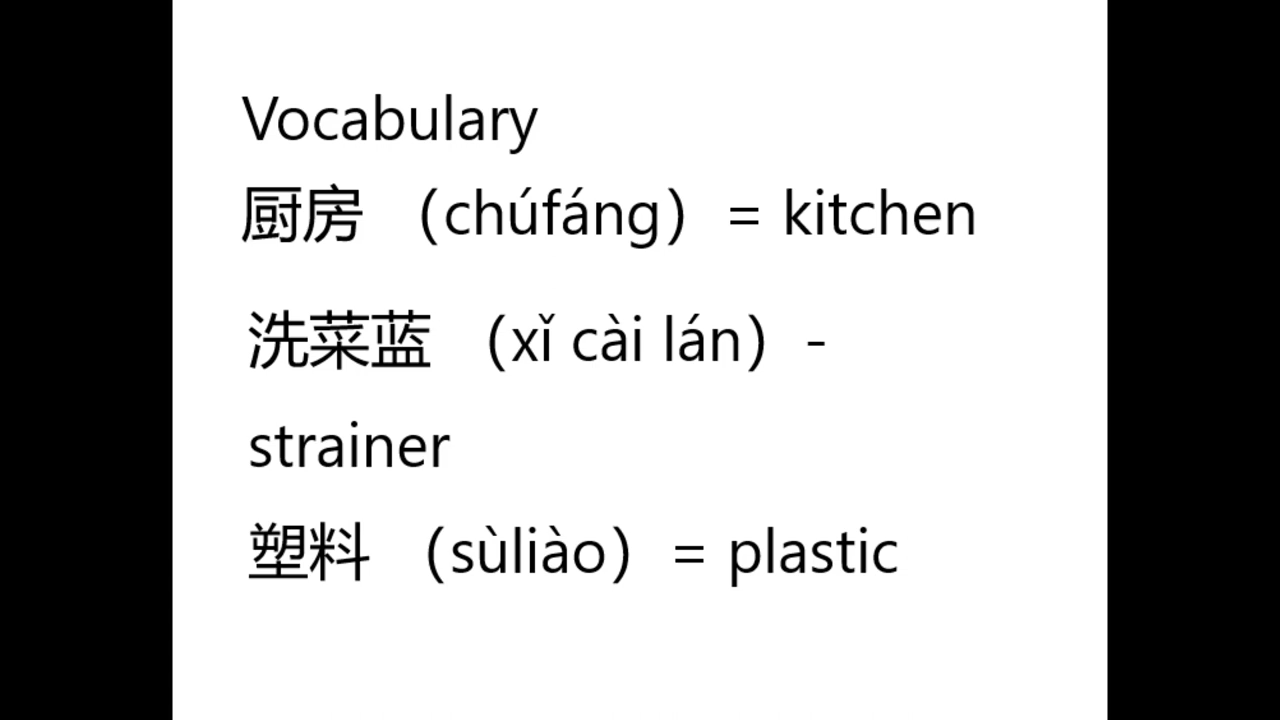 Vocabulary
厨房 （chúfáng）= kitchen
洗菜蓝 （xǐ cài lán）-
strainer
塑料 （sùliào）= plastic